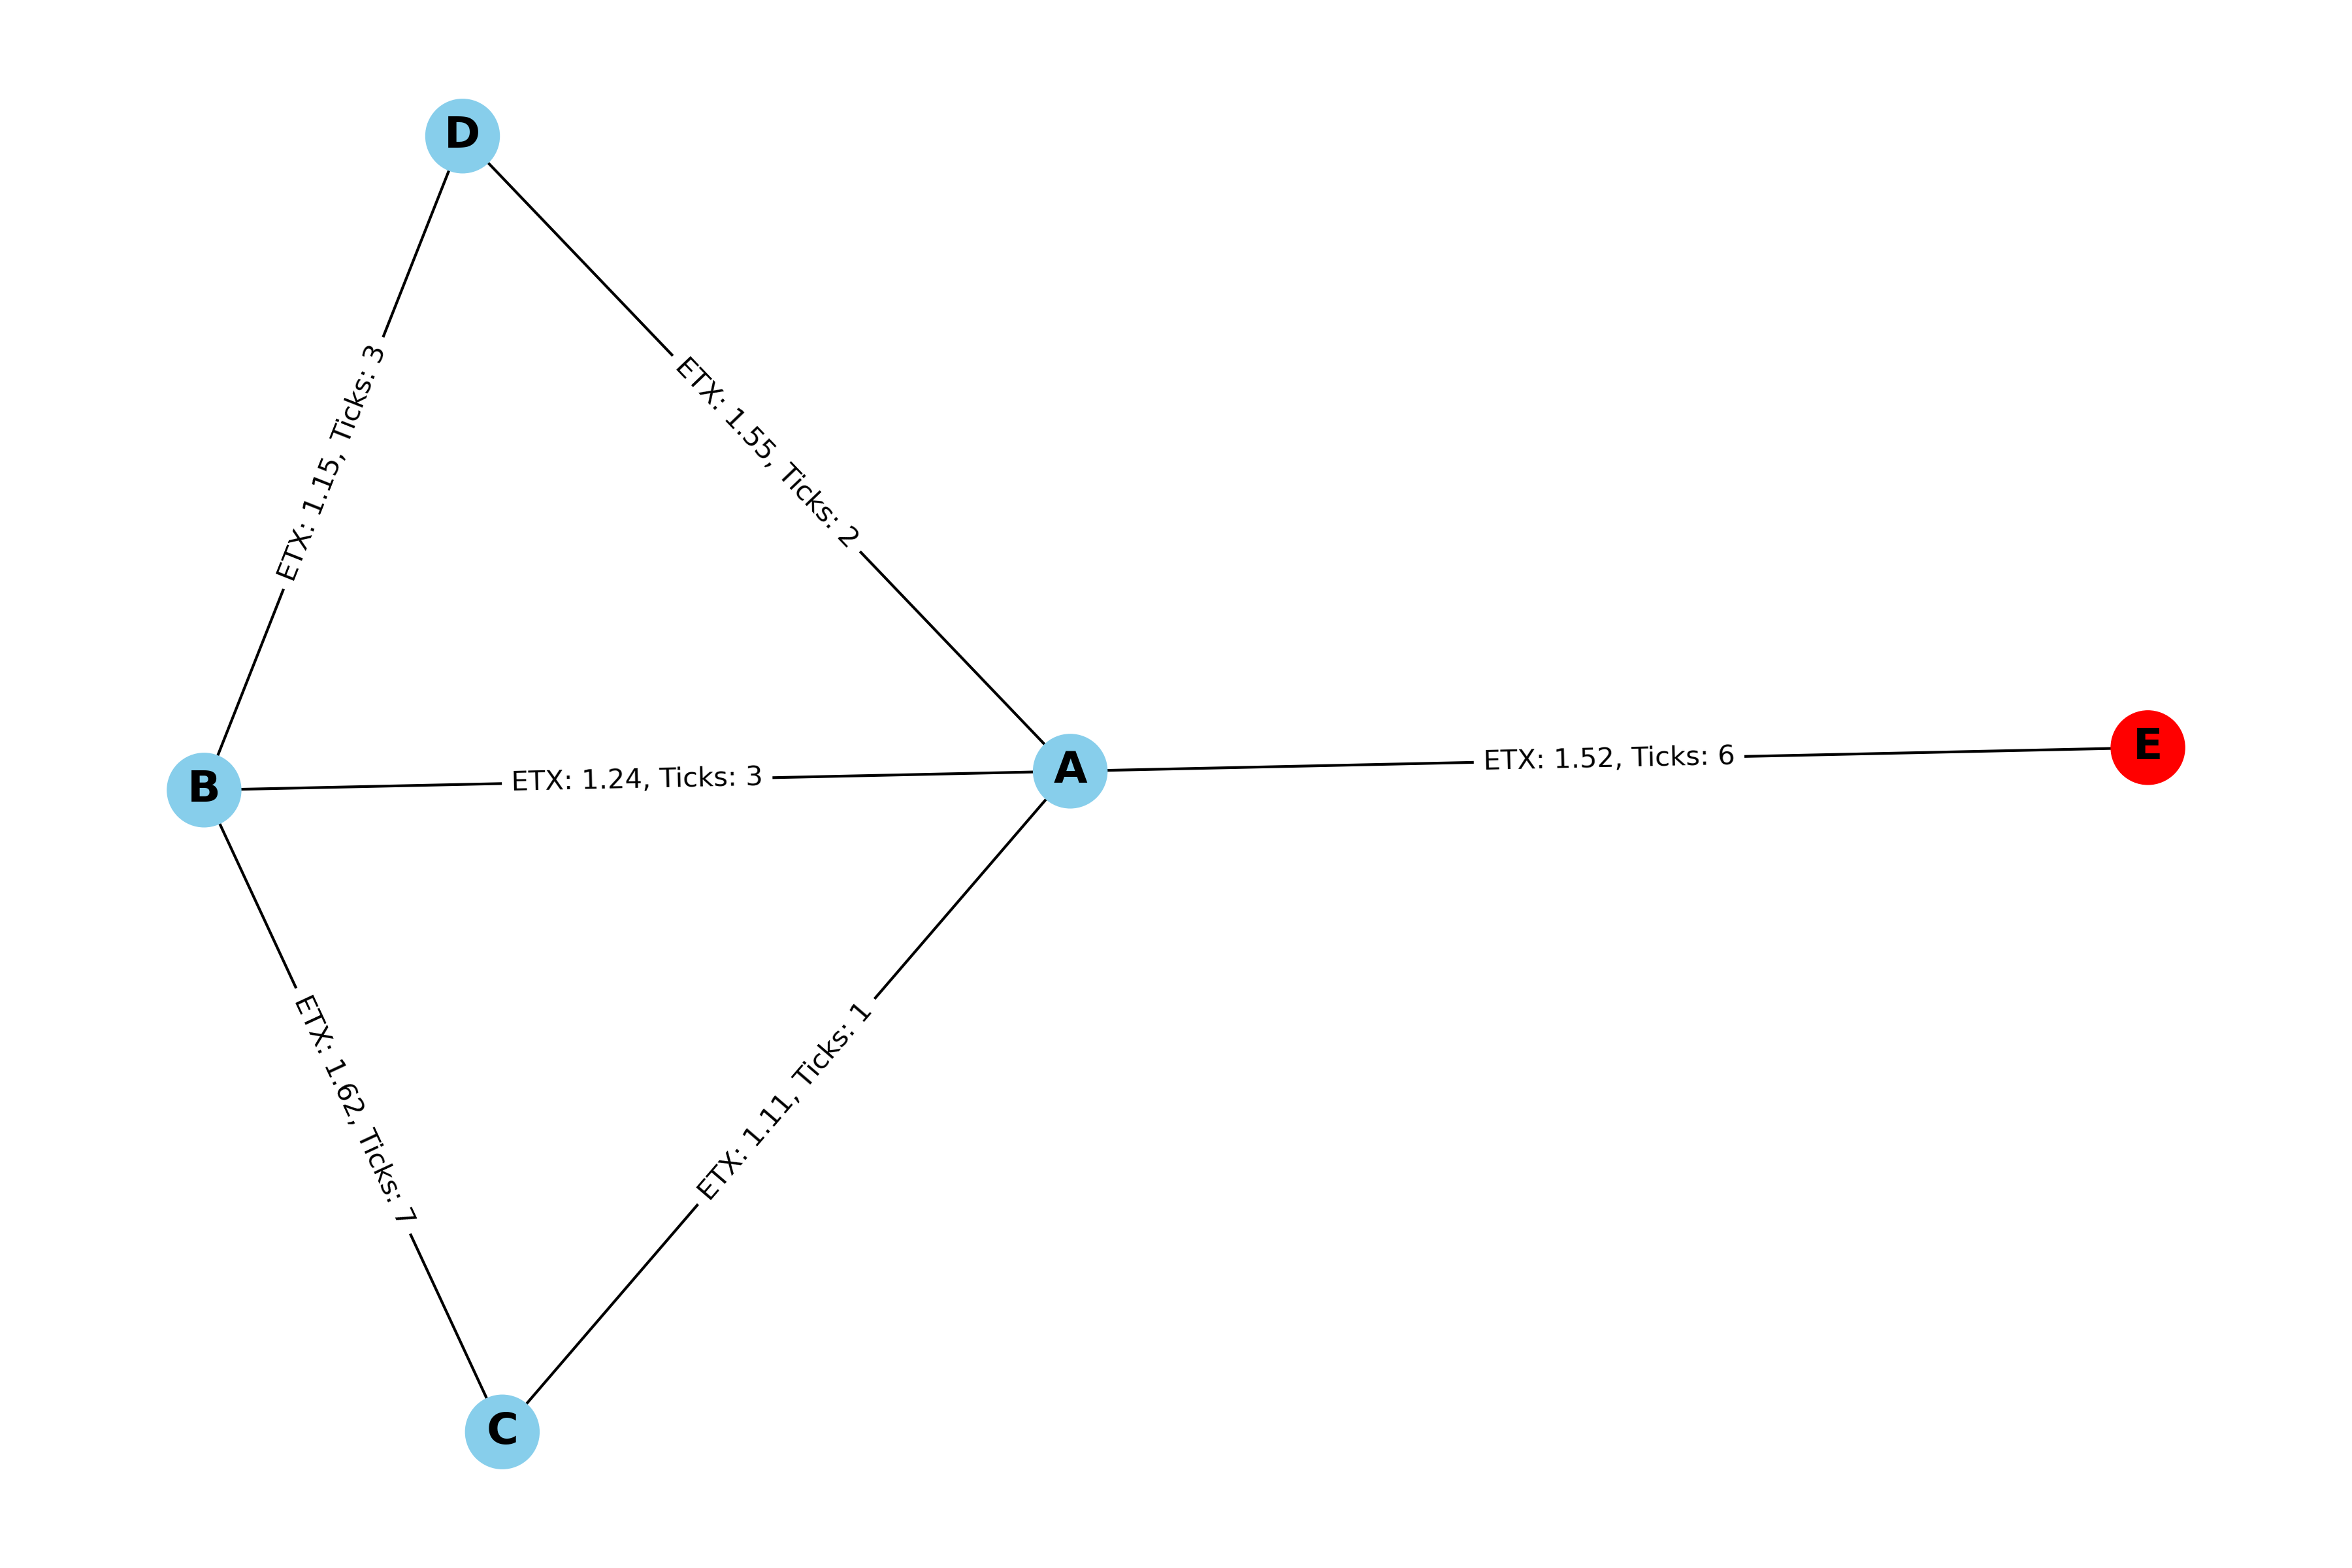 D
ETX: 1.15, Ticks: 3
ETX: 1.55, Ticks: 2
B
ETX: 1.24, Ticks: 3
A
ETX: 1.52, Ticks: 6
E
ETX: 1.62, Ticks: 7
ETX: 1.11, Ticks: 1
C